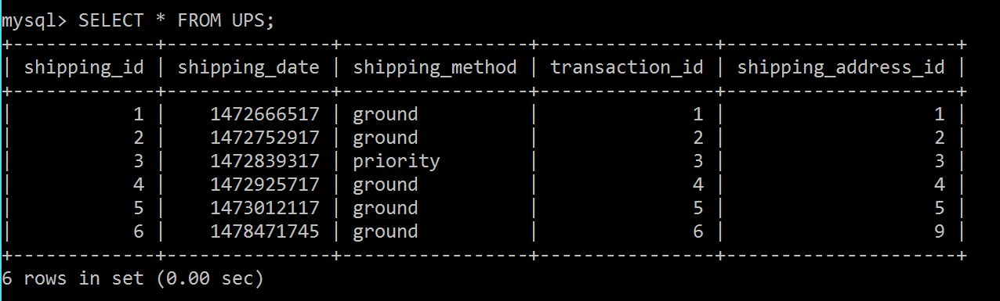 mysql> SELECT * FROM UPS;
+-------------+---------------+-----------------+----------------+---------------------+
| shipping_id | shipping_date | shipping_method | transaction_id | shipping_address_id |
+-------------+---------------+-----------------+----------------+---------------------+
|           1 |    1472666517 | ground          |              1 |                   1 |
|           2 |    1472752917 | ground          |              2 |                   2 |
|           3 |    1472839317 | priority        |              3 |                   3 |
|           4 |    1472925717 | ground          |              4 |                   4 |
|           5 |    1473012117 | ground          |              5 |                   5 |
|           6 |    1478471745 | ground          |              6 |                   9 |
+-------------+---------------+-----------------+----------------+---------------------+
6 rows in set (0.00 sec)